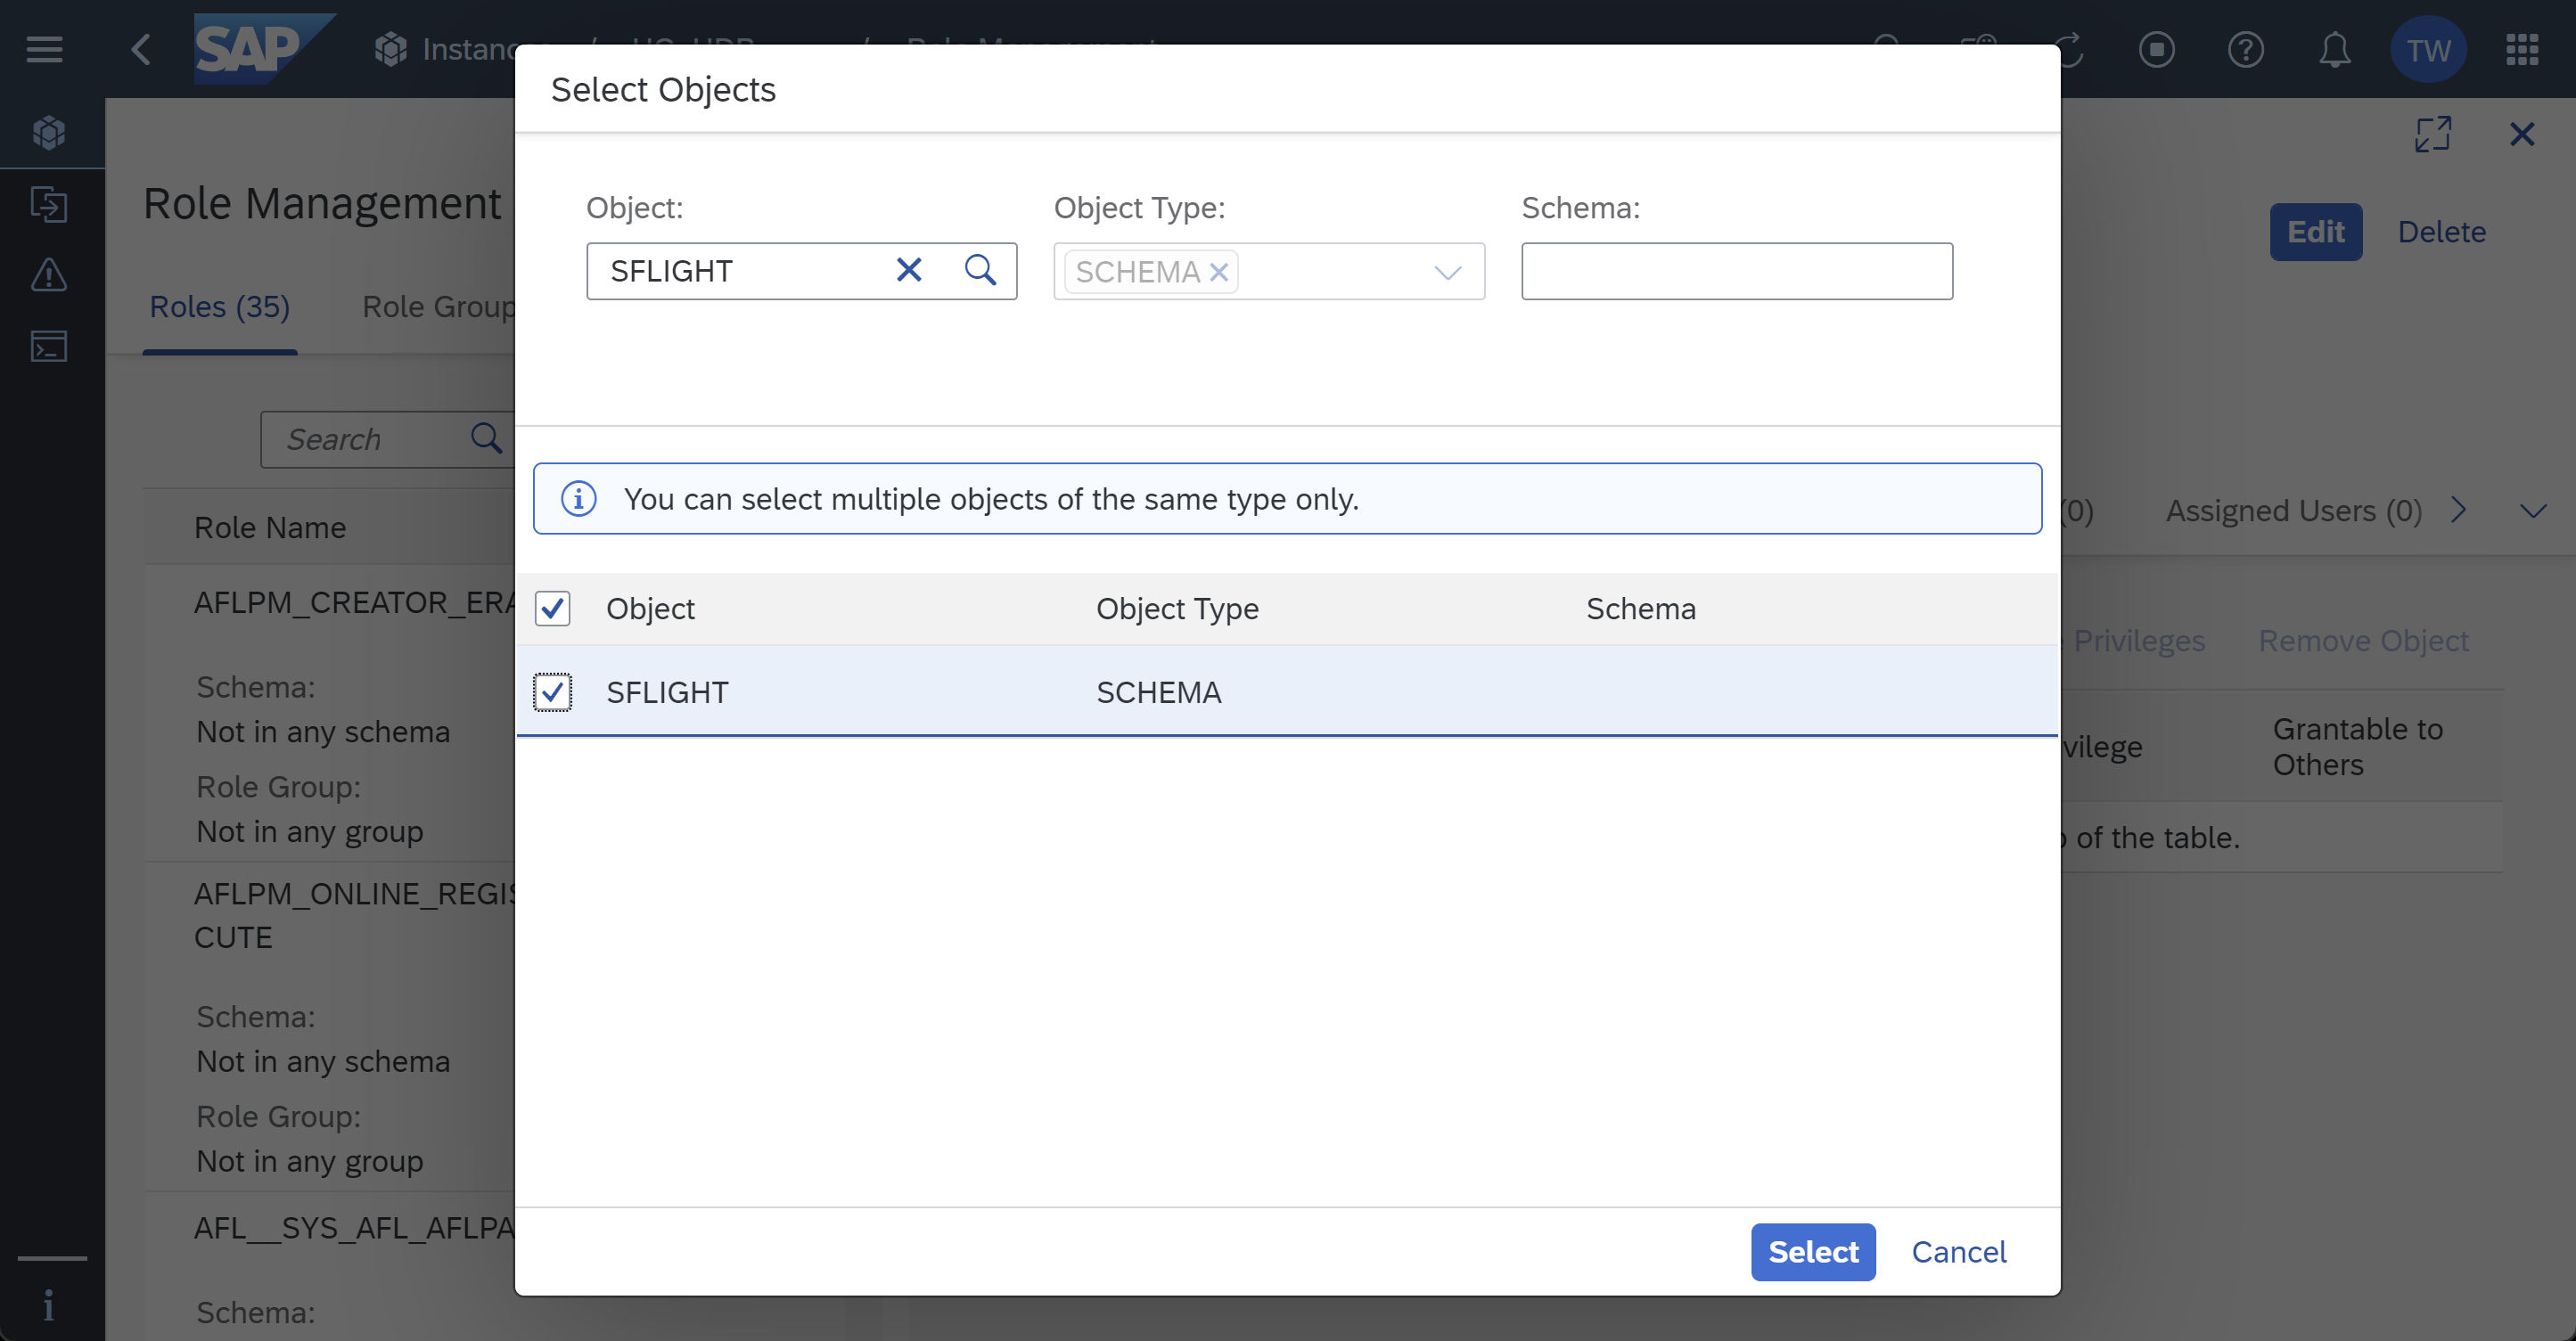 SAP
TW
Select Objects
Role Management
Object:
Object Type:
Schema:
SFLIGHT
SCHEMA
Edit
Delete
Roles (35)
Role Group
Search
You can select multiple objects of the same type only.
(0)
Assigned Users (0)
Role Name
Object
Object Type
Schema
Privileges
Remove Object
SFLIGHT
SCHEMA
Grantable to
Others
vilege
of the table.
AFLPM_CREATOR_ERA
Schema:
Not in any schema
Role Group:
Not in any group
AFLPM_ONLINE_REGIS
CUTE
Schema:
Not in any schema
Role Group:
Not in any group
AFL__SYS_AFL_AFLPA
Schema:
Select
Cancel